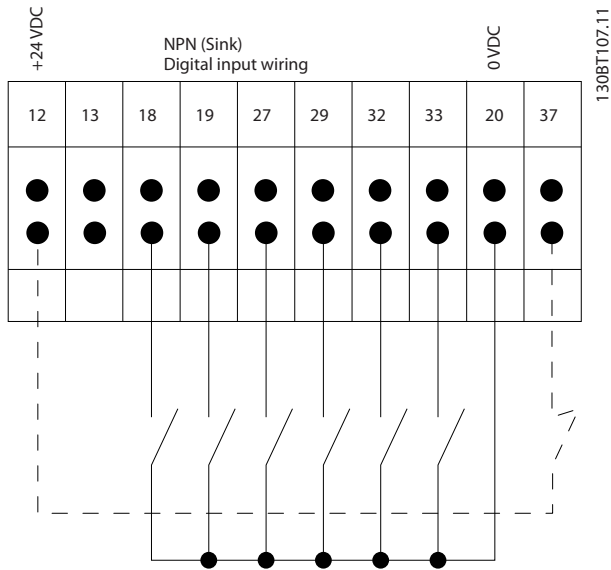 +24 VDC
NPN (Sink)
Digital input wiring
0 VDC
130BT107.11
12 13 18 19 27 29 32 33 20 37